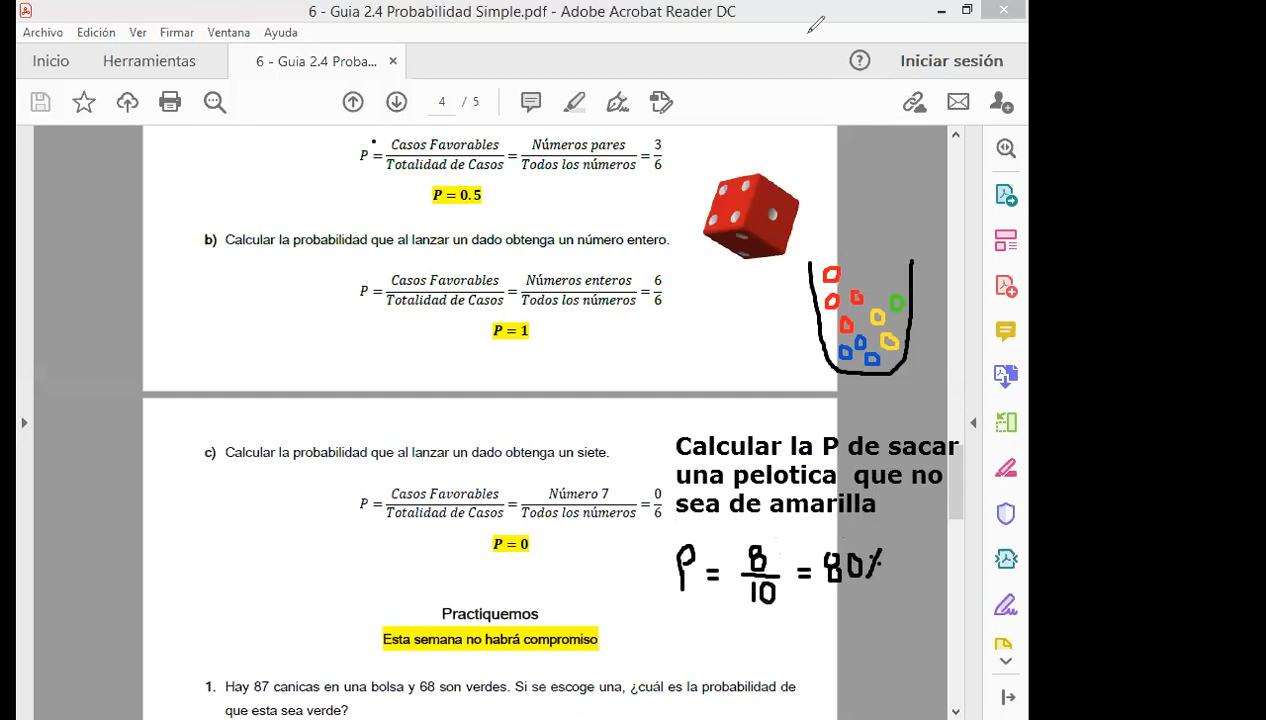 6 - Guia 2.4 Probabilidad Simple.pdf - Adobe Acrobat Reader DC
Archivo Edición Ver Firmar Ventana Ayuda
Inicio Herramientas 6 - Guia 2.4 Proba... × ? Iniciar sesión
4 / 5
P = Casos Favorables / Totalidad de Casos = Números pares / Todos los números = 3 / 6
P = 0.5
b) Calcular la probabilidad que al lanzar un dado obtenga un número entero.
P = Casos Favorables / Totalidad de Casos = Números enteros / Todos los números = 6 / 6
P = 1
c) Calcular la probabilidad que al lanzar un dado obtenga un siete.
P = Casos Favorables / Totalidad de Casos = Número 7 / Todos los números = 0 / 6
P = 0
Calcular la P de sacar
una pelotica que no
sea de amarilla
P = 8 / 10 = 80%
Practiquemos
Esta semana no habrá compromiso
1. Hay 87 canicas en una bolsa y 68 son verdes. Si se escoge una, ¿cuál es la probabilidad de
que esta sea verde?